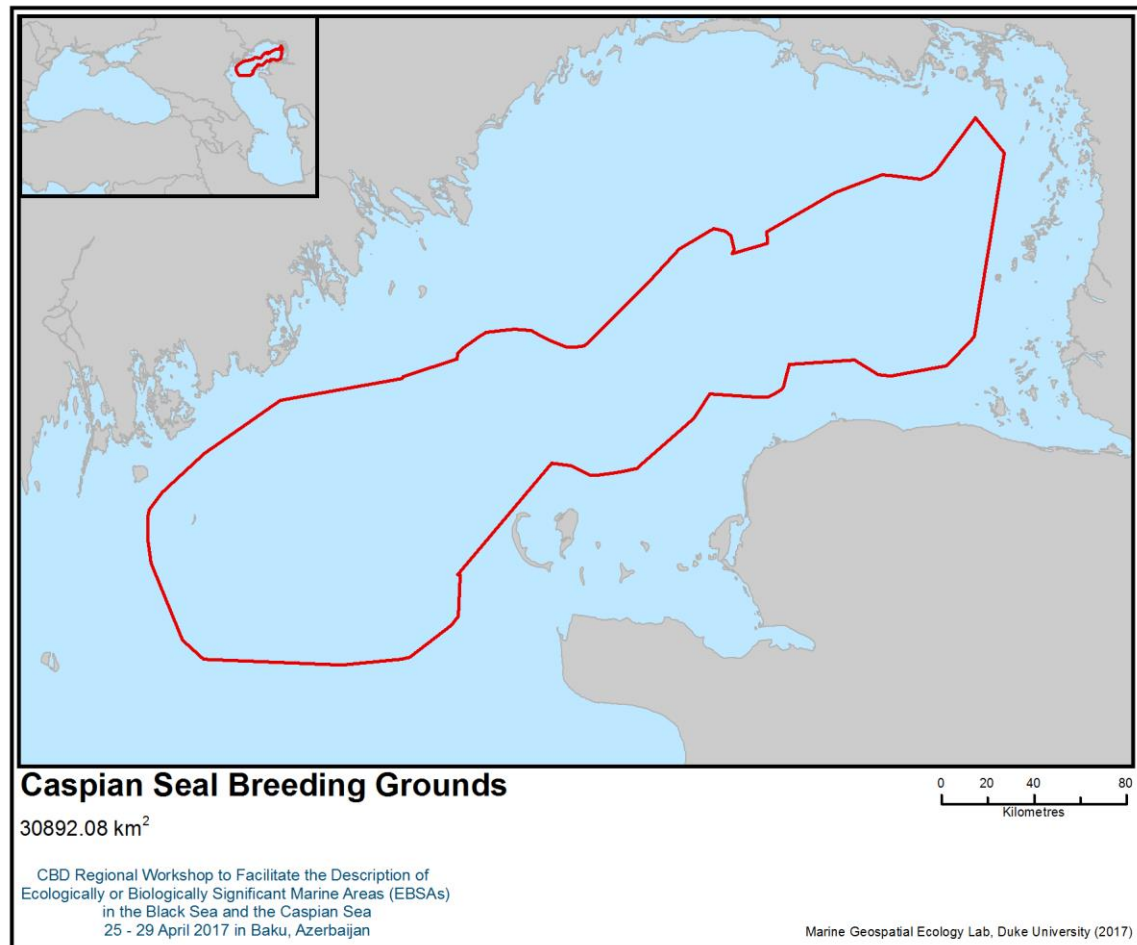 Caspian Seal Breeding Grounds
30892.08 km²
0 20 40 80
Kilometres
CBD Regional Workshop to Facilitate the Description of
Ecologically or Biologically Significant Marine Areas (EBSAs)
in the Black Sea and the Caspian Sea
25 - 29 April 2017 in Baku, Azerbaijan
Marine Geospatial Ecology Lab, Duke University (2017)